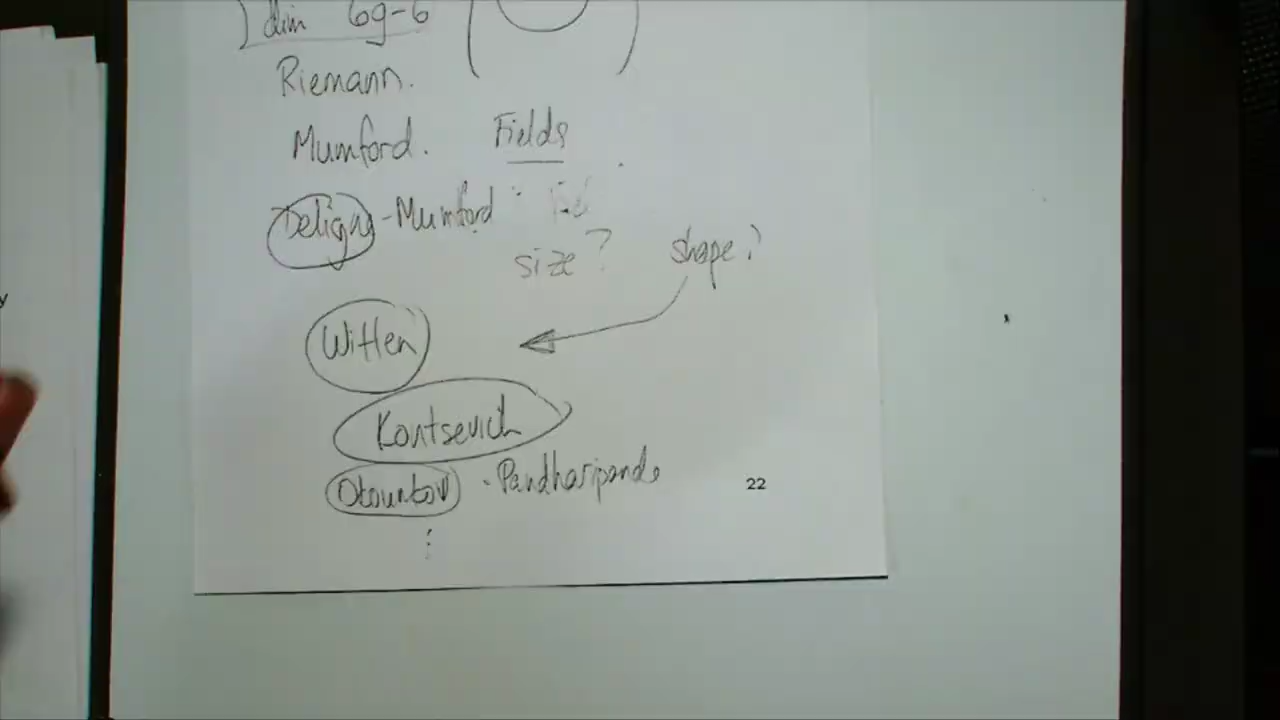 ) dim 6g-6
Riemann.
Mumford. Fields
Deligne-Mumford
size? shape?
Witten
Kontsevich
Okounkov - Pandharipande
22